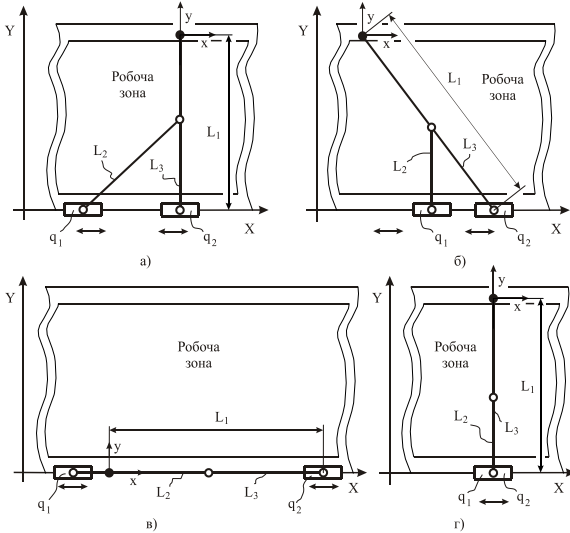 Y
y
x
Робоча
зона
L1
L2
L3
q1
q2
X
а)
Y
y
x
L1
Робоча
зона
L2
L3
q1
q2
X
б)
Y
Робоча
зона
L1
y
x
L2
L3
q1
q2
X
в)
Y
y
x
Робоча
зона
L1
L2
L3
q1
q2
X
г)